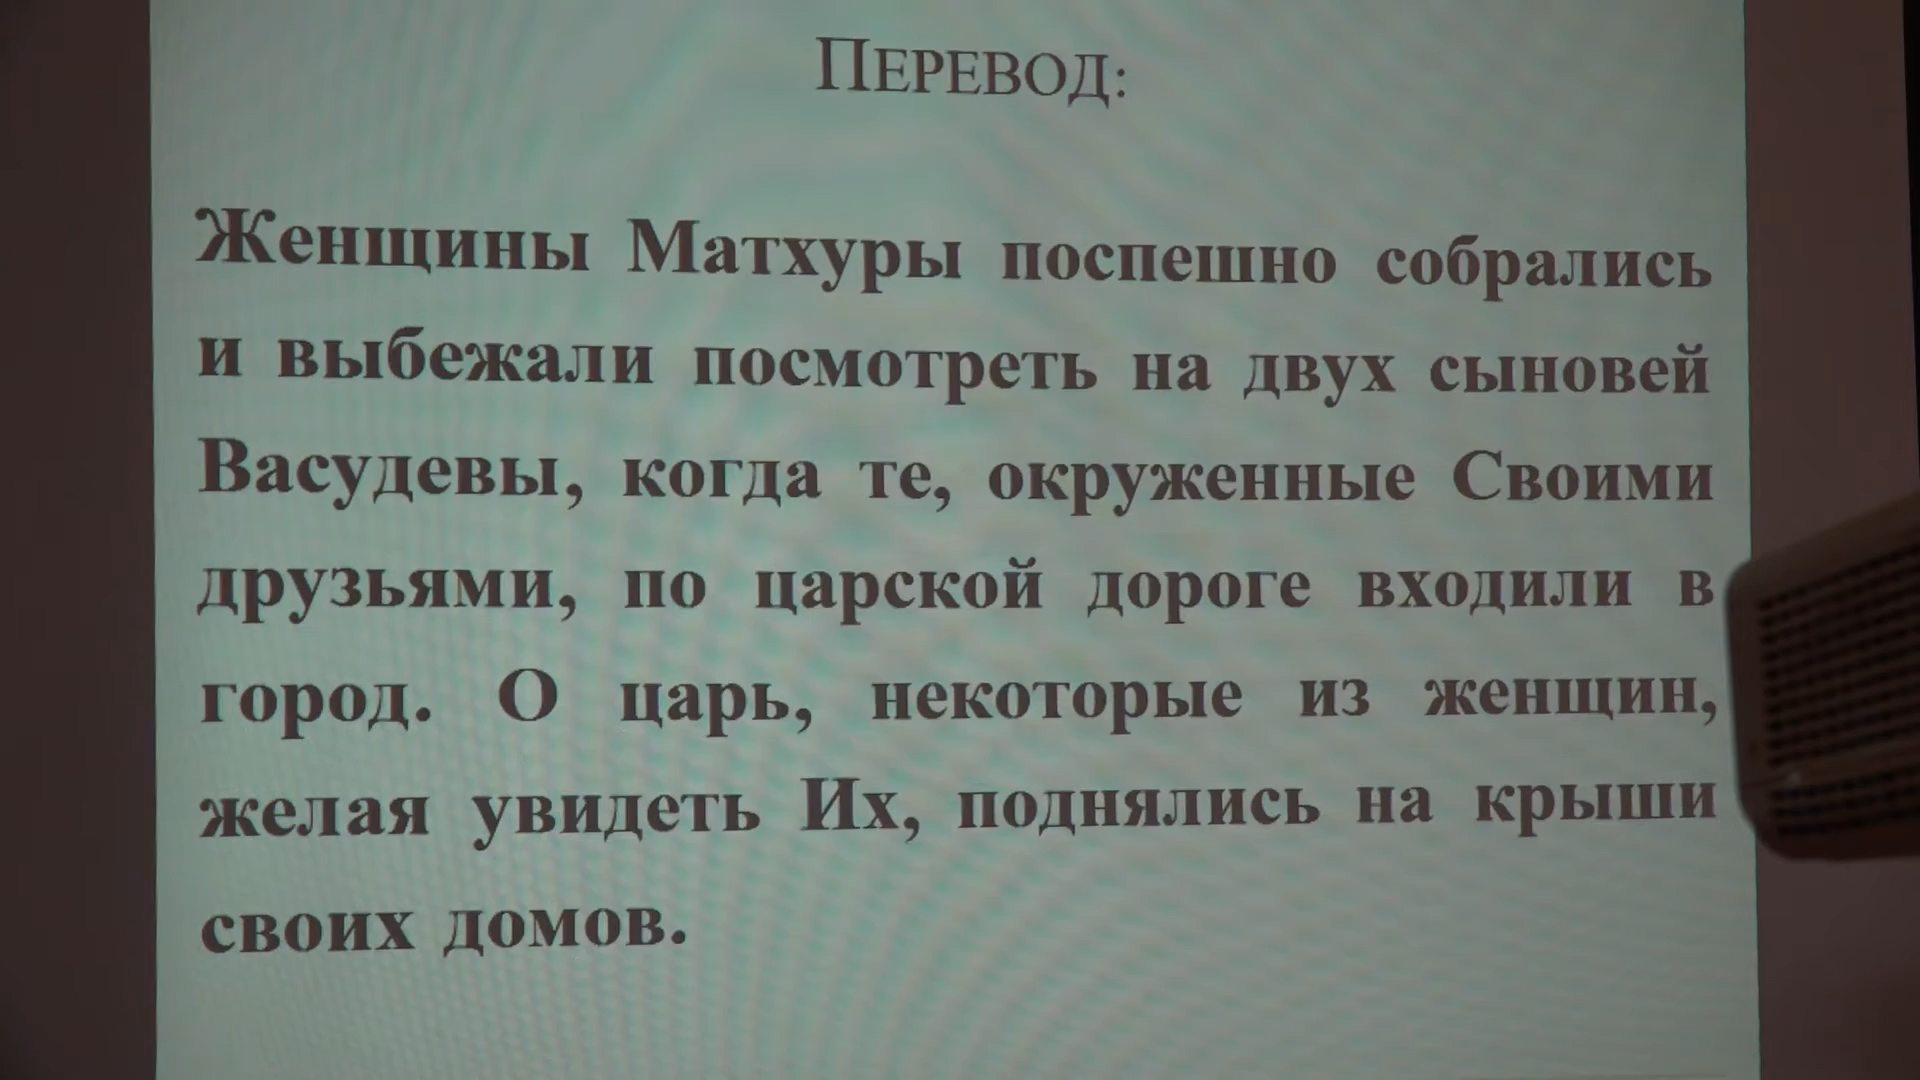 ПЕРЕВОД:
Женщины Матхуры поспешно собрались
и выбежали посмотреть на двух сыновей
Васудевы, когда те, окруженные Своими
друзьями, по царской дороге входили в
город. О царь, некоторые из женщин,
желая увидеть Их, поднялись на крыши
своих домов.